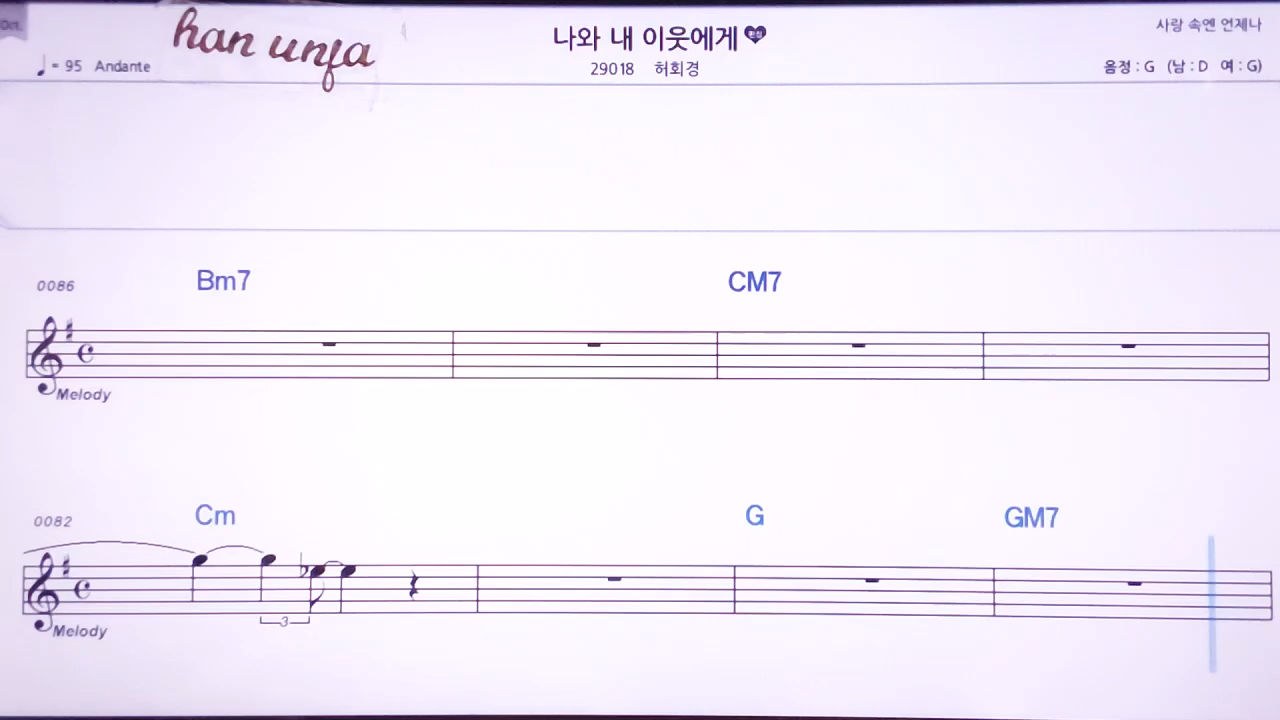 Oct.
han unja
나와 내 이웃에게
사랑 속엔 언제나
♩= 95 Andante
29018 허회경
음정 : G (남 : D 여 : G)
0086 Bm7 CM7
Melody
0082 Cm G GM7
3
Melody